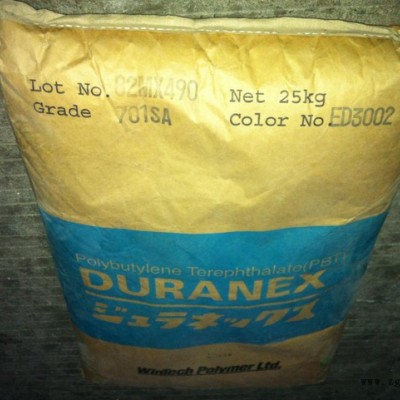 Lot No. 02MX490 Net 25kg
Grade 701SA Color No. ED3002
Polybutylene Terephthalate(PBT)
DURANEX
ジュラネックス
Wintech Polymer Ltd.